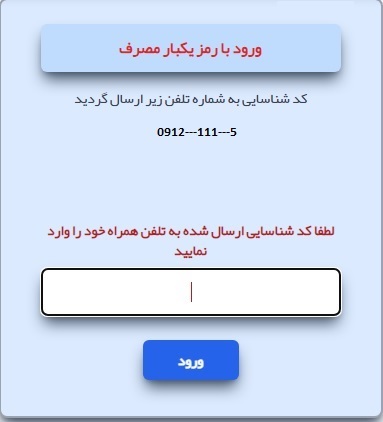 ورود با رمز یکبار مصرف
کد شناسایی به شماره تلفن زیر ارسال گردید
0912---111---5
لطفا کد شناسایی ارسال شده به تلفن همراه خود را وارد
نمایید
ورود